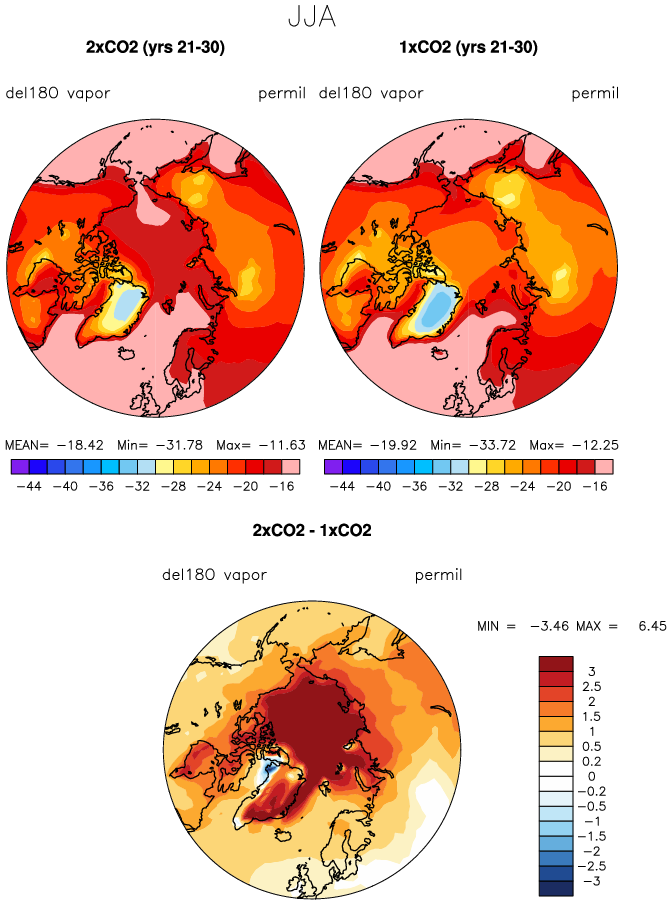 JJA
2xCO2 (yrs 21-30) 1xCO2 (yrs 21-30)
del18O vapor permil del18O vapor permil
MEAN= -18.42 Min= -31.78 Max= -11.63 MEAN= -19.92 Min= -33.72 Max= -12.25
-44 -40 -36 -32 -28 -24 -20 -16 -44 -40 -36 -32 -28 -24 -20 -16
2xCO2 - 1xCO2
del18O vapor permil
MIN = -3.46 MAX = 6.45
3
2.5
2
1.5
1
0.5
0.2
0
-0.2
-0.5
-1
-1.5
-2
-2.5
-3